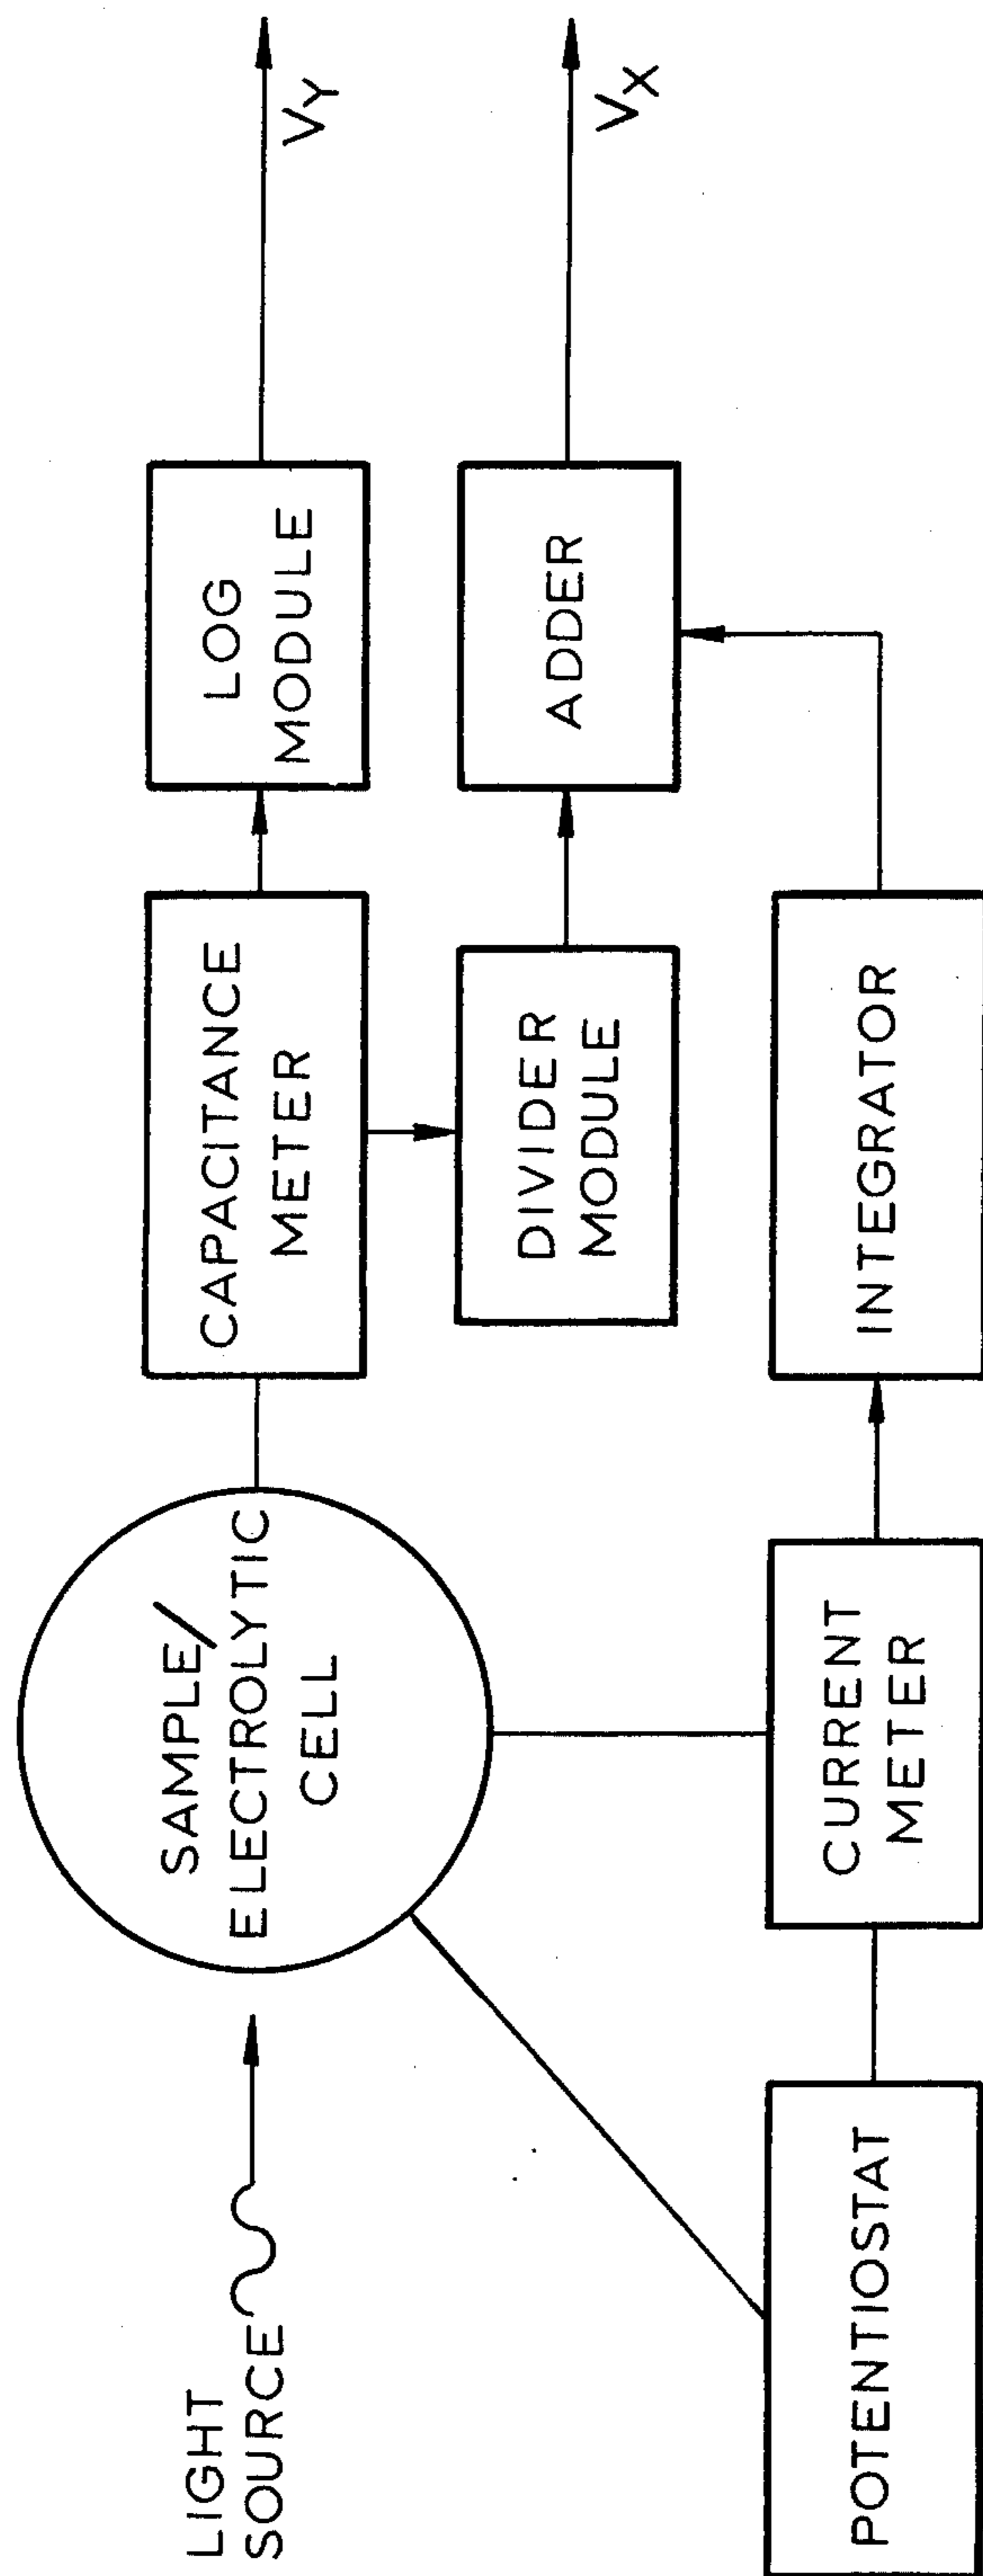 LIGHT
SOURCE
SAMPLE/
ELECTROLYTIC
CELL
CAPACITANCE
METER
LOG
MODULE
VY
DIVIDER
MODULE
ADDER
VX
POTENTIOSTAT
CURRENT
METER
INTEGRATOR